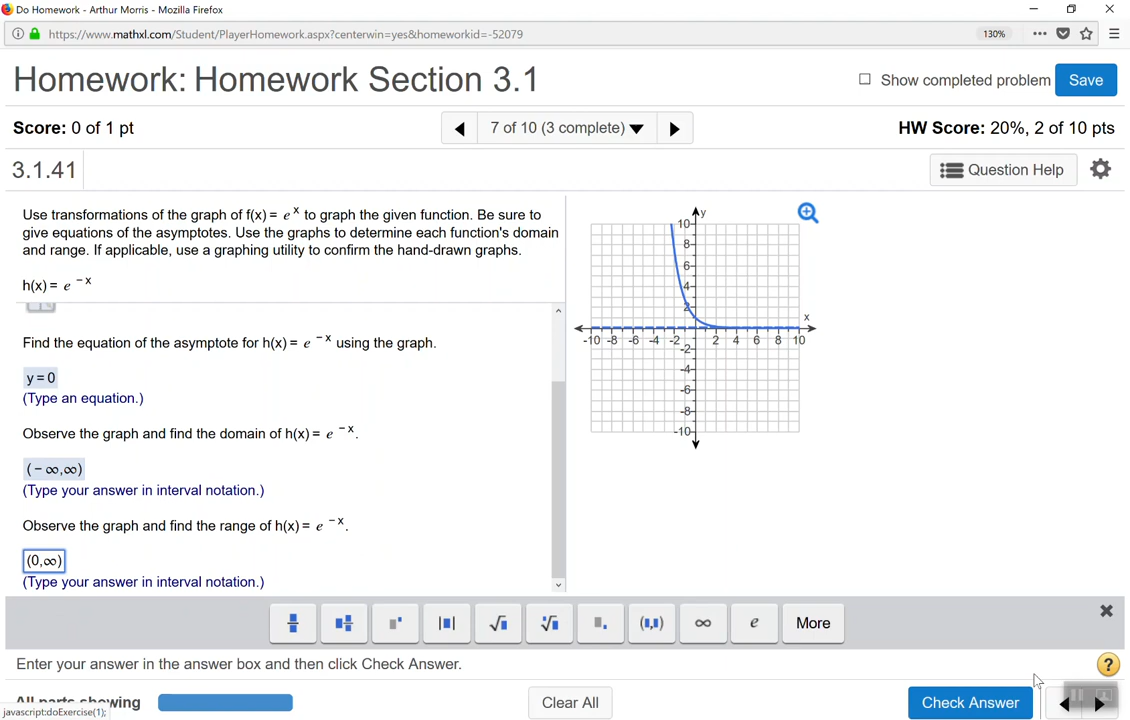 Do Homework - Arthur Morris - Mozilla Firefox
https://www.mathxl.com/Student/PlayerHomework.aspx?centerwin=yes&homeworkid=-52079
130%
Homework: Homework Section 3.1
Show completed problem
Save
Score: 0 of 1 pt
7 of 10 (3 complete)
HW Score: 20%, 2 of 10 pts
3.1.41
Question Help
Use transformations of the graph of f(x) = e^x to graph the given function. Be sure to
give equations of the asymptotes. Use the graphs to determine each function's domain
and range. If applicable, use a graphing utility to confirm the hand-drawn graphs.
h(x) = e^-x
Find the equation of the asymptote for h(x) = e^-x using the graph.
y = 0
(Type an equation.)
Observe the graph and find the domain of h(x) = e^-x.
(-∞,∞)
(Type your answer in interval notation.)
Observe the graph and find the range of h(x) = e^-x.
(0,∞)
(Type your answer in interval notation.)
y
10
8
6
4
2
x
-10 -8 -6 -4 -2 2 4 6 8 10
-2
-4
-6
-8
-10
∞
e
More
Enter your answer in the answer box and then click Check Answer.
?
All parts showing
Clear All
Check Answer
javascript:doExercise(1);